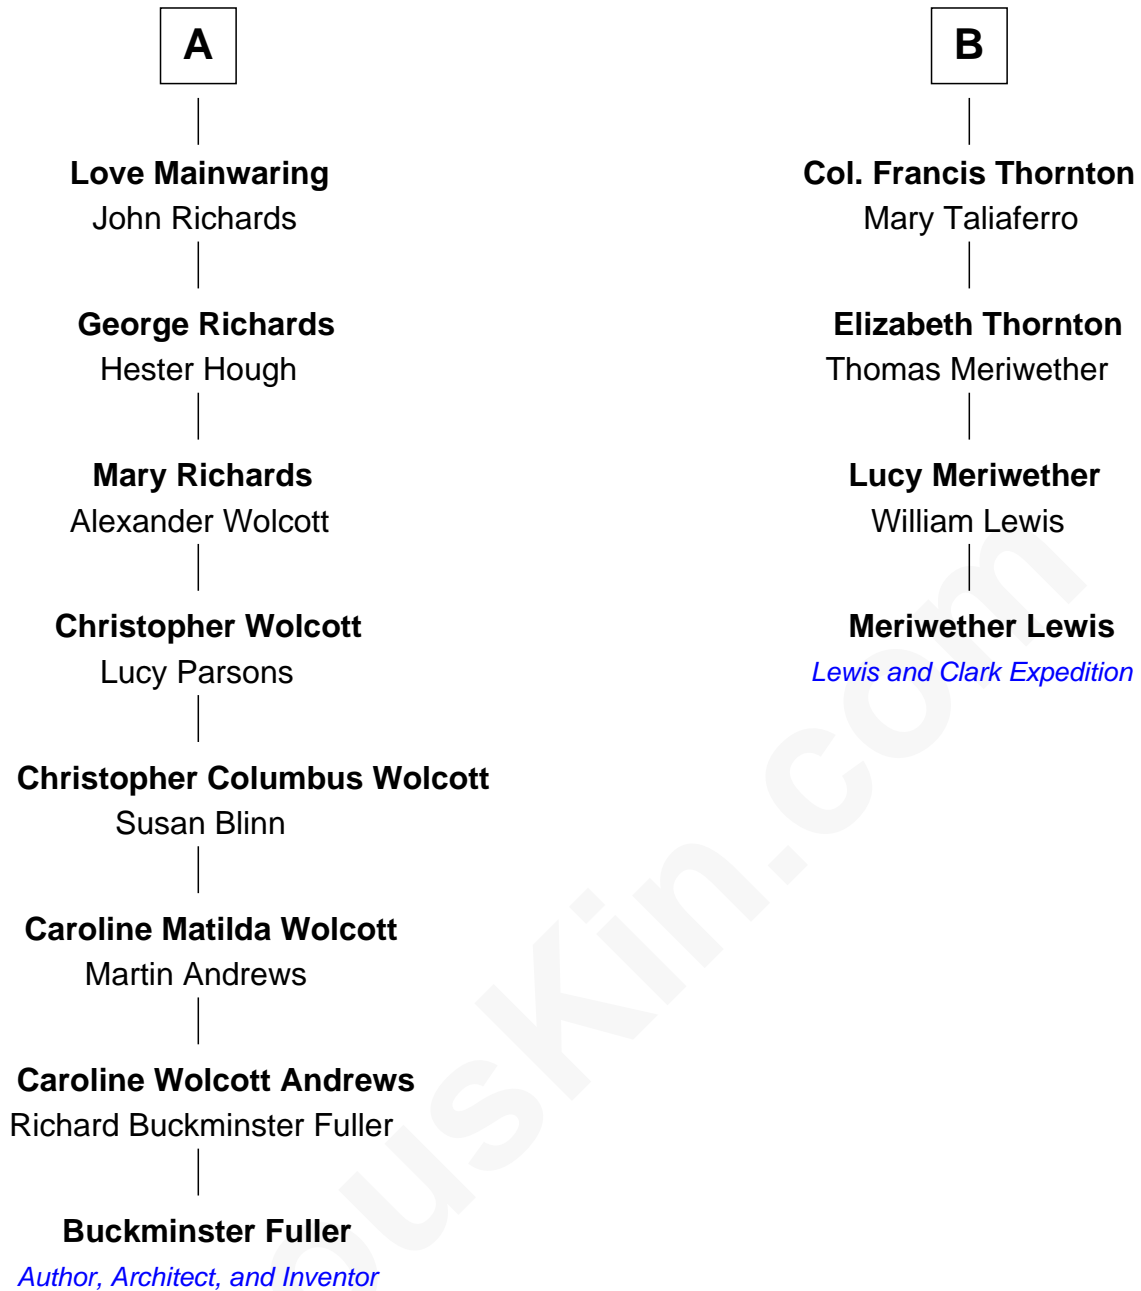 A
Love Mainwaring
John Richards
George Richards
Hester Hough
Mary Richards
Alexander Wolcott
Christopher Wolcott
Lucy Parsons
Christopher Columbus Wolcott
Susan Blinn
Caroline Matilda Wolcott
Martin Andrews
Caroline Wolcott Andrews
Richard Buckminster Fuller
Buckminster Fuller
Author, Architect, and Inventor
B
Col. Francis Thornton
Mary Taliaferro
Elizabeth Thornton
Thomas Meriwether
Lucy Meriwether
William Lewis
Meriwether Lewis
Lewis and Clark Expedition
ousKin.com